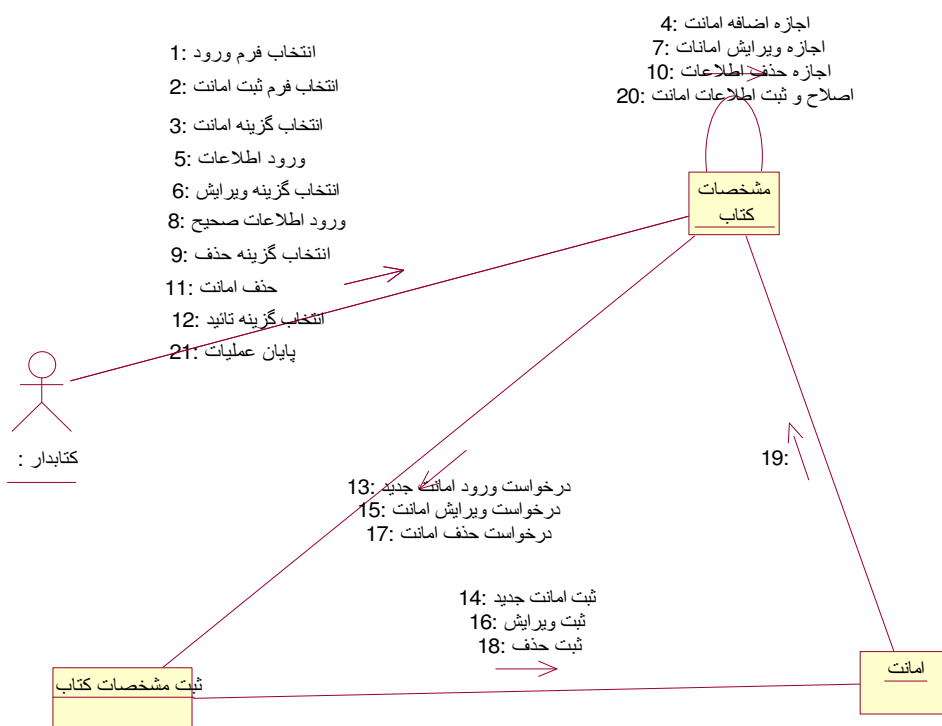 1: انتخاب فرم ورود
2: انتخاب فرم ثبت امانت
3: انتخاب گزینه امانت
5: ورود اطلاعات
6: انتخاب گزینه ویرایش
8: ورود اطلاعات صحیح
9: انتخاب گزینه حذف
11: حذف امانت
12: انتخاب گزینه تائید
21: پایان عملیات
4: اجازه اضافه امانت
7: اجازه ویرایش امانات
10: اجازه حذف اطلاعات
20: اصلاح و ثبت اطلاعات امانت
مشخصات
کتاب
کتابدار :
19:
13: درخواست ورود امانت جدید
15: درخواست ویرایش امانت
17: درخواست حذف امانت
14: ثبت امانت جدید
16: ثبت ویرایش
18: ثبت حذف
ثبت مشخصات کتاب
امانت